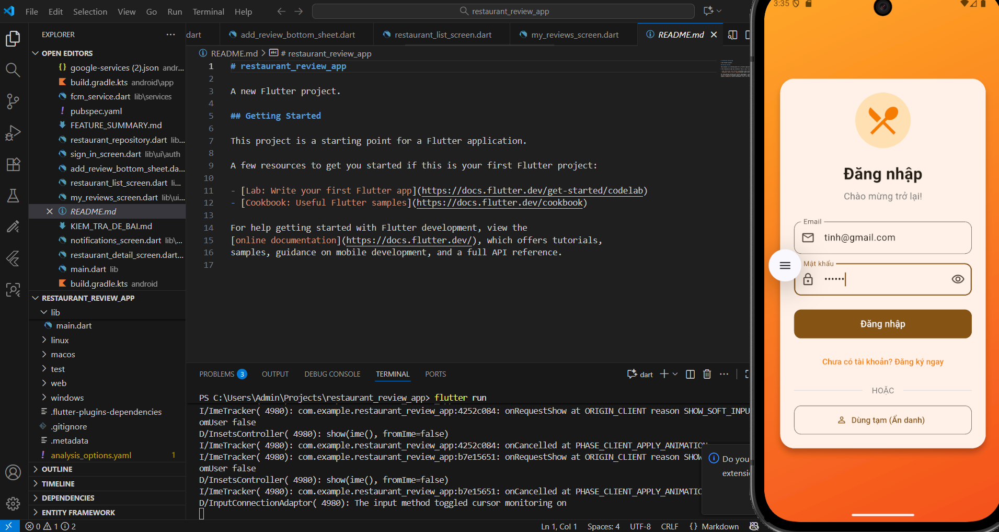 File Edit Selection View Go Run Terminal Help
restaurant_review_app
EXPLORER
OPEN EDITORS
google-services (2).json andr...
build.gradle.kts android\app
fcm_service.dart lib\services
pubspec.yaml
FEATURE_SUMMARY.md
restaurant_repository.dart lib...
sign_in_screen.dart lib\ui\auth
add_review_bottom_sheet.da...
restaurant_list_screen.dart li...
my_reviews_screen.dart lib\ui...
README.md
KIEM_TRA_DE_BAI.md
notifications_screen.dart lib\...
restaurant_detail_screen.dart...
main.dart lib
build.gradle.kts android
RESTAURANT_REVIEW_APP
lib
main.dart
linux
macos
test
web
windows
.flutter-plugins-dependencies
.gitignore
.metadata
analysis_options.yaml 1
OUTLINE
TIMELINE
DEPENDENCIES
ENTITY FRAMEWORK
dart add_review_bottom_sheet.dart restaurant_list_screen.dart my_reviews_screen.dart README.md
README.md > # restaurant_review_app
1 # restaurant_review_app
2
3 A new Flutter project.
4
5 ## Getting Started
6
7 This project is a starting point for a Flutter application.
8
9 A few resources to get you started if this is your first Flutter project:
10
11 - [Lab: Write your first Flutter app](https://docs.flutter.dev/get-started/codelab)
12 - [Cookbook: Useful Flutter samples](https://docs.flutter.dev/cookbook)
13
14 For help getting started with Flutter development, view the
15 [online documentation](https://docs.flutter.dev/), which offers tutorials,
16 samples, guidance on mobile development, and a full API reference.
17
PROBLEMS 3 OUTPUT DEBUG CONSOLE TERMINAL PORTS
dart
PS C:\Users\Admin\Projects\restaurant_review_app> flutter run
I/ImeTracker( 4980): com.example.restaurant_review_app:4252c084: onRequestShow at ORIGIN_CLIENT reason SHOW_SOFT_INPU
omUser false
D/InsetsController( 4980): show(ime(), fromIme=false)
I/ImeTracker( 4980): com.example.restaurant_review_app:4252c084: onCancelled at PHASE_CLIENT_APPLY_ANIMATION
I/ImeTracker( 4980): com.example.restaurant_review_app:b7e15651: onRequestShow at ORIGIN_CLIENT reason SHOW
omUser false
D/InsetsController( 4980): show(ime(), fromIme=false)
I/ImeTracker( 4980): com.example.restaurant_review_app:b7e15651: onCancelled at PHASE_CLIENT_APPLY_ANIMATIO
D/InputConnectionAdaptor( 4980): The input method toggled cursor monitoring on
Do you
extensi
0 1 2
Ln 1, Col 1 Spaces: 4 UTF-8 CRLF {} Markdown
3:35
Đăng nhập
Chào mừng trở lại!
Email
tinh@gmail.com
Mật khẩu
••••••
Đăng nhập
Chưa có tài khoản? Đăng ký ngay
HOẶC
Dùng tạm (Ẩn danh)